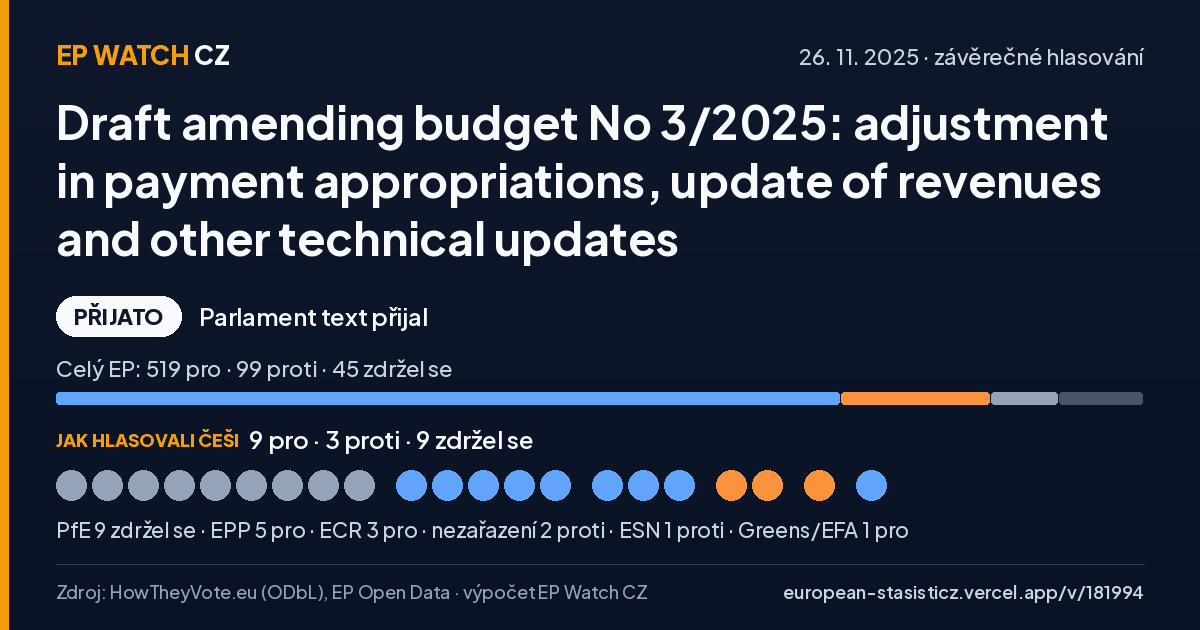 EP WATCH CZ
26. 11. 2025 · závěrečné hlasování
Draft amending budget No 3/2025: adjustment
in payment appropriations, update of revenues
and other technical updates
PŘIJATO Parlament text přijal
Celý EP: 519 pro · 99 proti · 45 zdržel se
JAK HLASOVALI ČEŠI 9 pro · 3 proti · 9 zdržel se
PfE 9 zdržel se · EPP 5 pro · ECR 3 pro · nezařazení 2 proti · ESN 1 proti · Greens/EFA 1 pro
Zdroj: HowTheyVote.eu (ODbL), EP Open Data · výpočet EP Watch CZ
european-stasisticz.vercel.app/v/181994